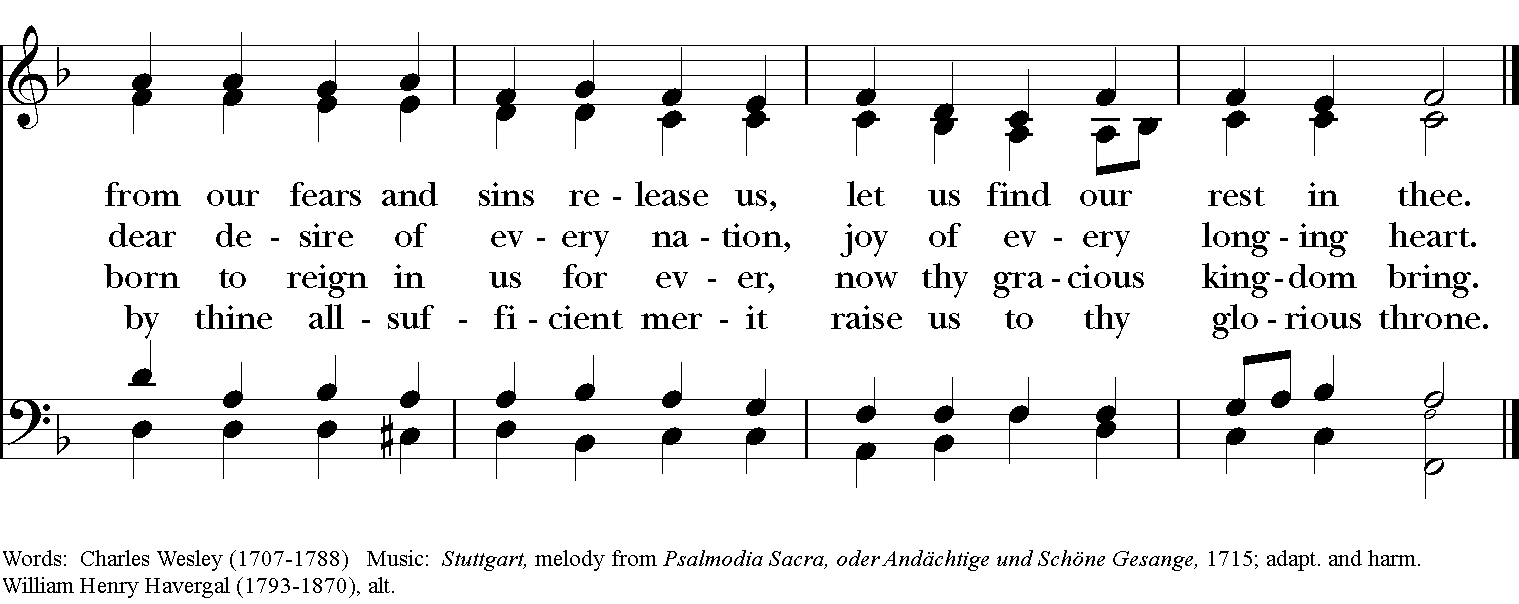 from our fears and sins re - lease us, let us find our rest in thee.
dear de - sire of ev - ery na - tion, joy of ev - ery long - ing heart.
born to reign in us for ev - er, now thy gra - cious king - dom bring.
by thine all - suf - fi - cient mer - it raise us to thy glo - rious throne.
Words: Charles Wesley (1707-1788) Music: Stuttgart, melody from Psalmodia Sacra, oder Andächtige und Schöne Gesange, 1715; adapt. and harm.
William Henry Havergal (1793-1870), alt.